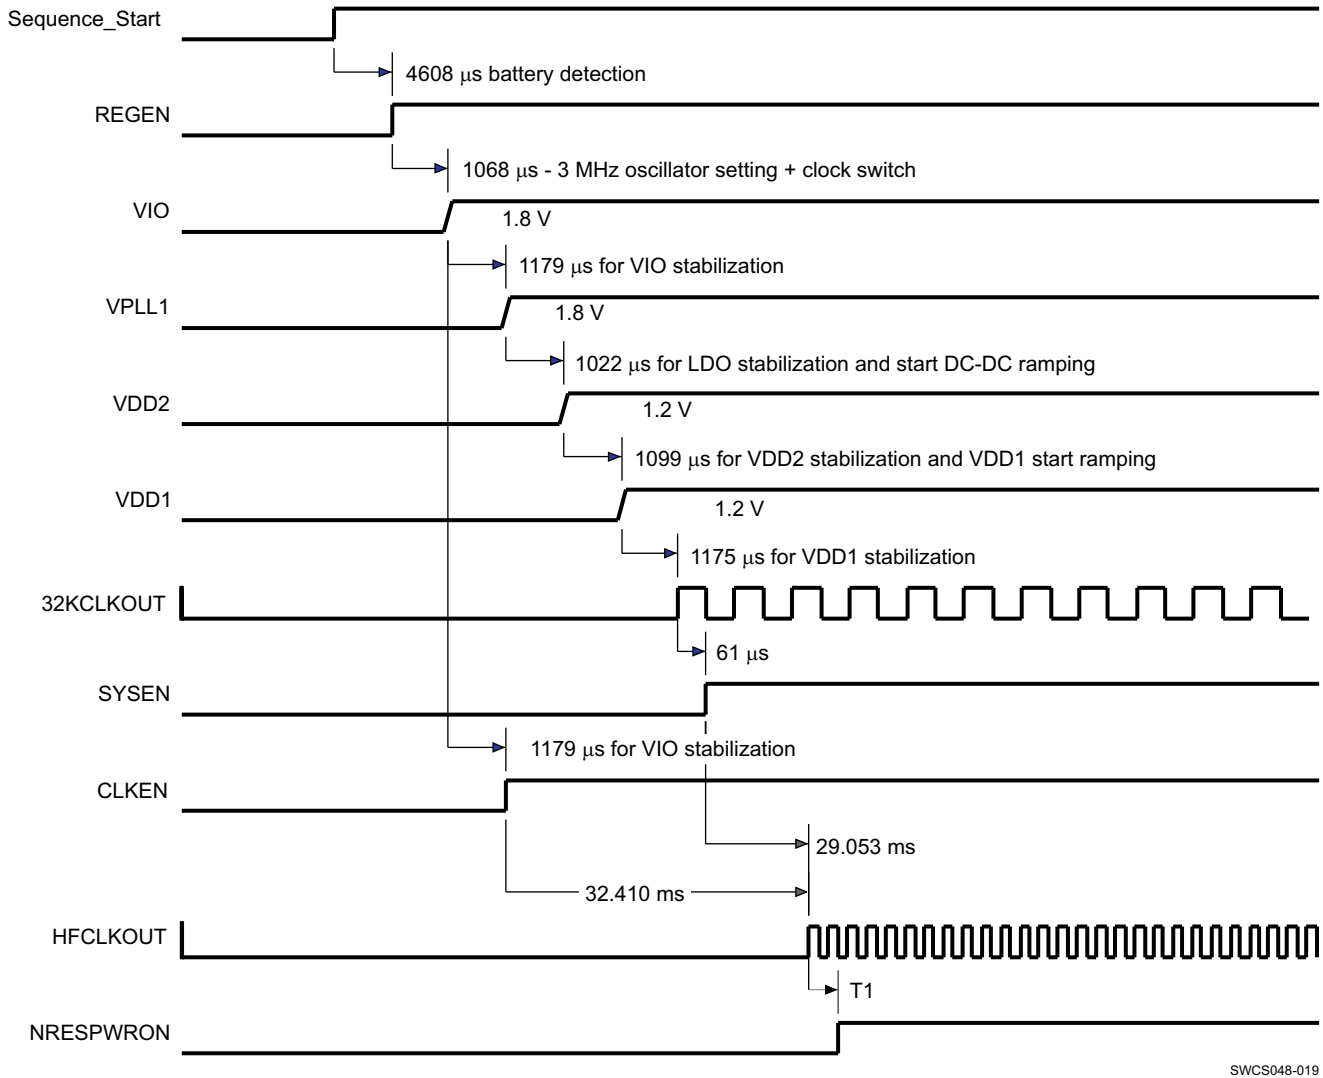 Sequence_Start
4608 μs battery detection
REGEN
1068 μs - 3 MHz oscillator setting + clock switch
VIO
1.8 V
1179 μs for VIO stabilization
VPLL1
1.8 V
1022 μs for LDO stabilization and start DC-DC ramping
VDD2
1.2 V
1099 μs for VDD2 stabilization and VDD1 start ramping
VDD1
1.2 V
1175 μs for VDD1 stabilization
32KCLKOUT
61 μs
SYSEN
1179 μs for VIO stabilization
CLKEN
29.053 ms
32.410 ms
HFCLKOUT
T1
NRESPWRON
SWCS048-019